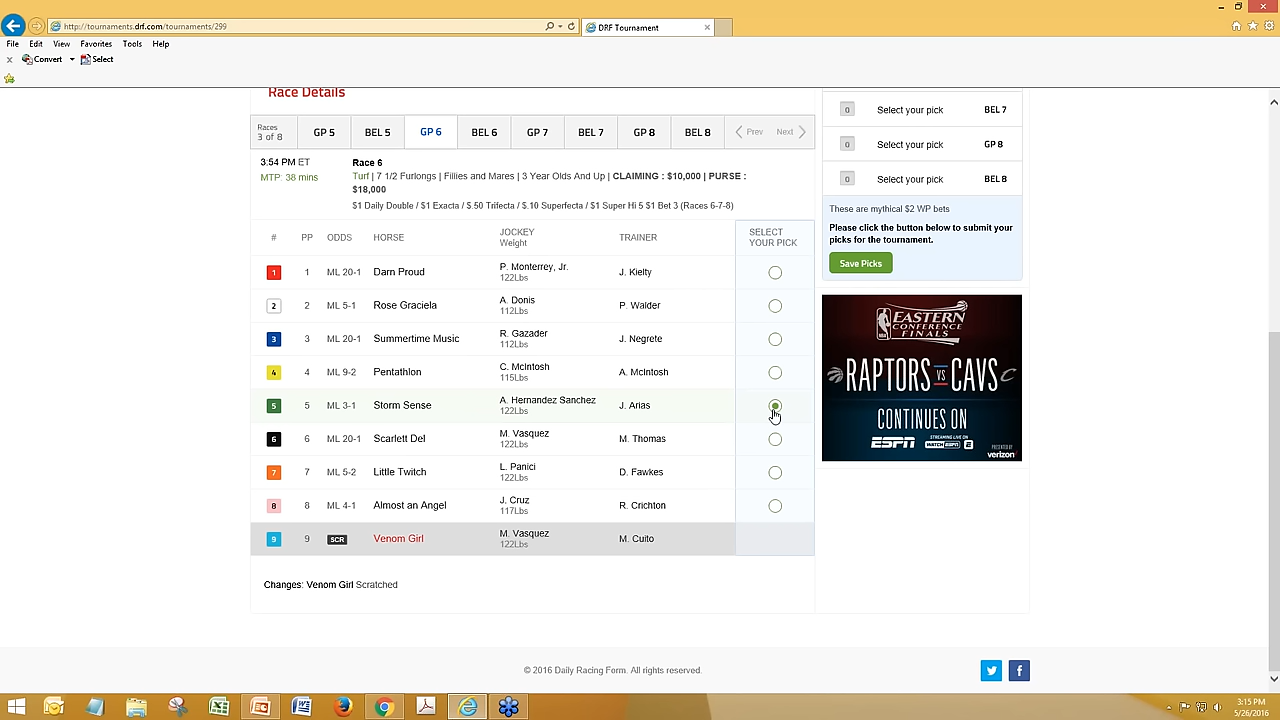 http://tournaments.drf.com/tournaments/299
DRF Tournament
File Edit View Favorites Tools Help
Convert Select
Race Details
Races
3 of 8
GP 5 BEL 5 GP 6 BEL 6 GP 7 BEL 7 GP 8 BEL 8 Prev Next
3:54 PM ET
MTP: 38 mins
Race 6
Turf | 7 1/2 Furlongs | Fillies and Mares | 3 Year Olds And Up | CLAIMING : $10,000 | PURSE :
$18,000
$1 Daily Double / $1 Exacta / $.50 Trifecta / $.10 Superfecta / $1 Super Hi 5 $1 Bet 3 (Races 6-7-8)
# PP ODDS HORSE JOCKEY Weight TRAINER SELECT YOUR PICK
1 1 ML 20-1 Darn Proud P. Monterrey, Jr. 122Lbs J. Kielty
2 2 ML 5-1 Rose Graciela A. Donis 112Lbs P. Walder
3 3 ML 20-1 Summertime Music R. Gazader 112Lbs J. Negrete
4 4 ML 9-2 Pentathlon C. McIntosh 115Lbs A. McIntosh
5 5 ML 3-1 Storm Sense A. Hernandez Sanchez 122Lbs J. Arias
6 6 ML 20-1 Scarlett Del M. Vasquez 122Lbs M. Thomas
7 7 ML 5-2 Little Twitch L. Panici 122Lbs D. Fawkes
8 8 ML 4-1 Almost an Angel J. Cruz 117Lbs R. Crichton
9 9 SCR Venom Girl M. Vasquez 122Lbs M. Cuito
Changes: Venom Girl Scratched
0 Select your pick BEL 7
0 Select your pick GP 8
0 Select your pick BEL 8
These are mythical $2 WP bets
Please click the button below to submit your
picks for the tournament.
Save Picks
EASTERN
CONFERENCE
FINALS
RAPTORS VS CAVS
CONTINUES ON
ESPN STREAMING LIVE ON WATCH ESPN PRESENTED BY verizon
© 2016 Daily Racing Form. All rights reserved.
3:15 PM
5/26/2016